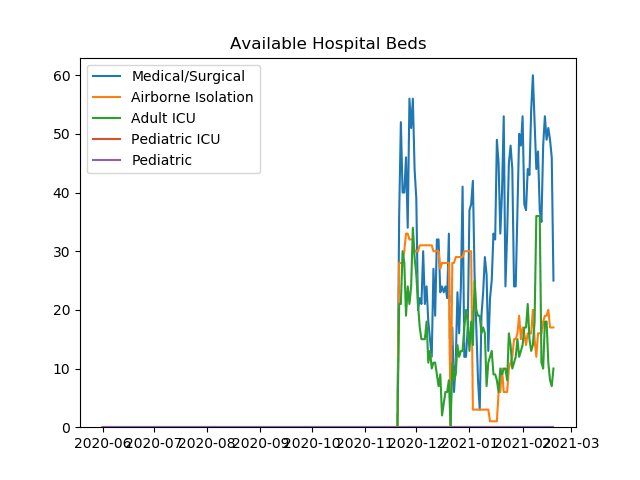 Available Hospital Beds
60
50
40
30
20
10
0
Medical/Surgical
Airborne Isolation
Adult ICU
Pediatric ICU
Pediatric
2020-06 2020-07 2020-08 2020-09 2020-10 2020-11 2020-12 2021-01 2021-02 2021-03